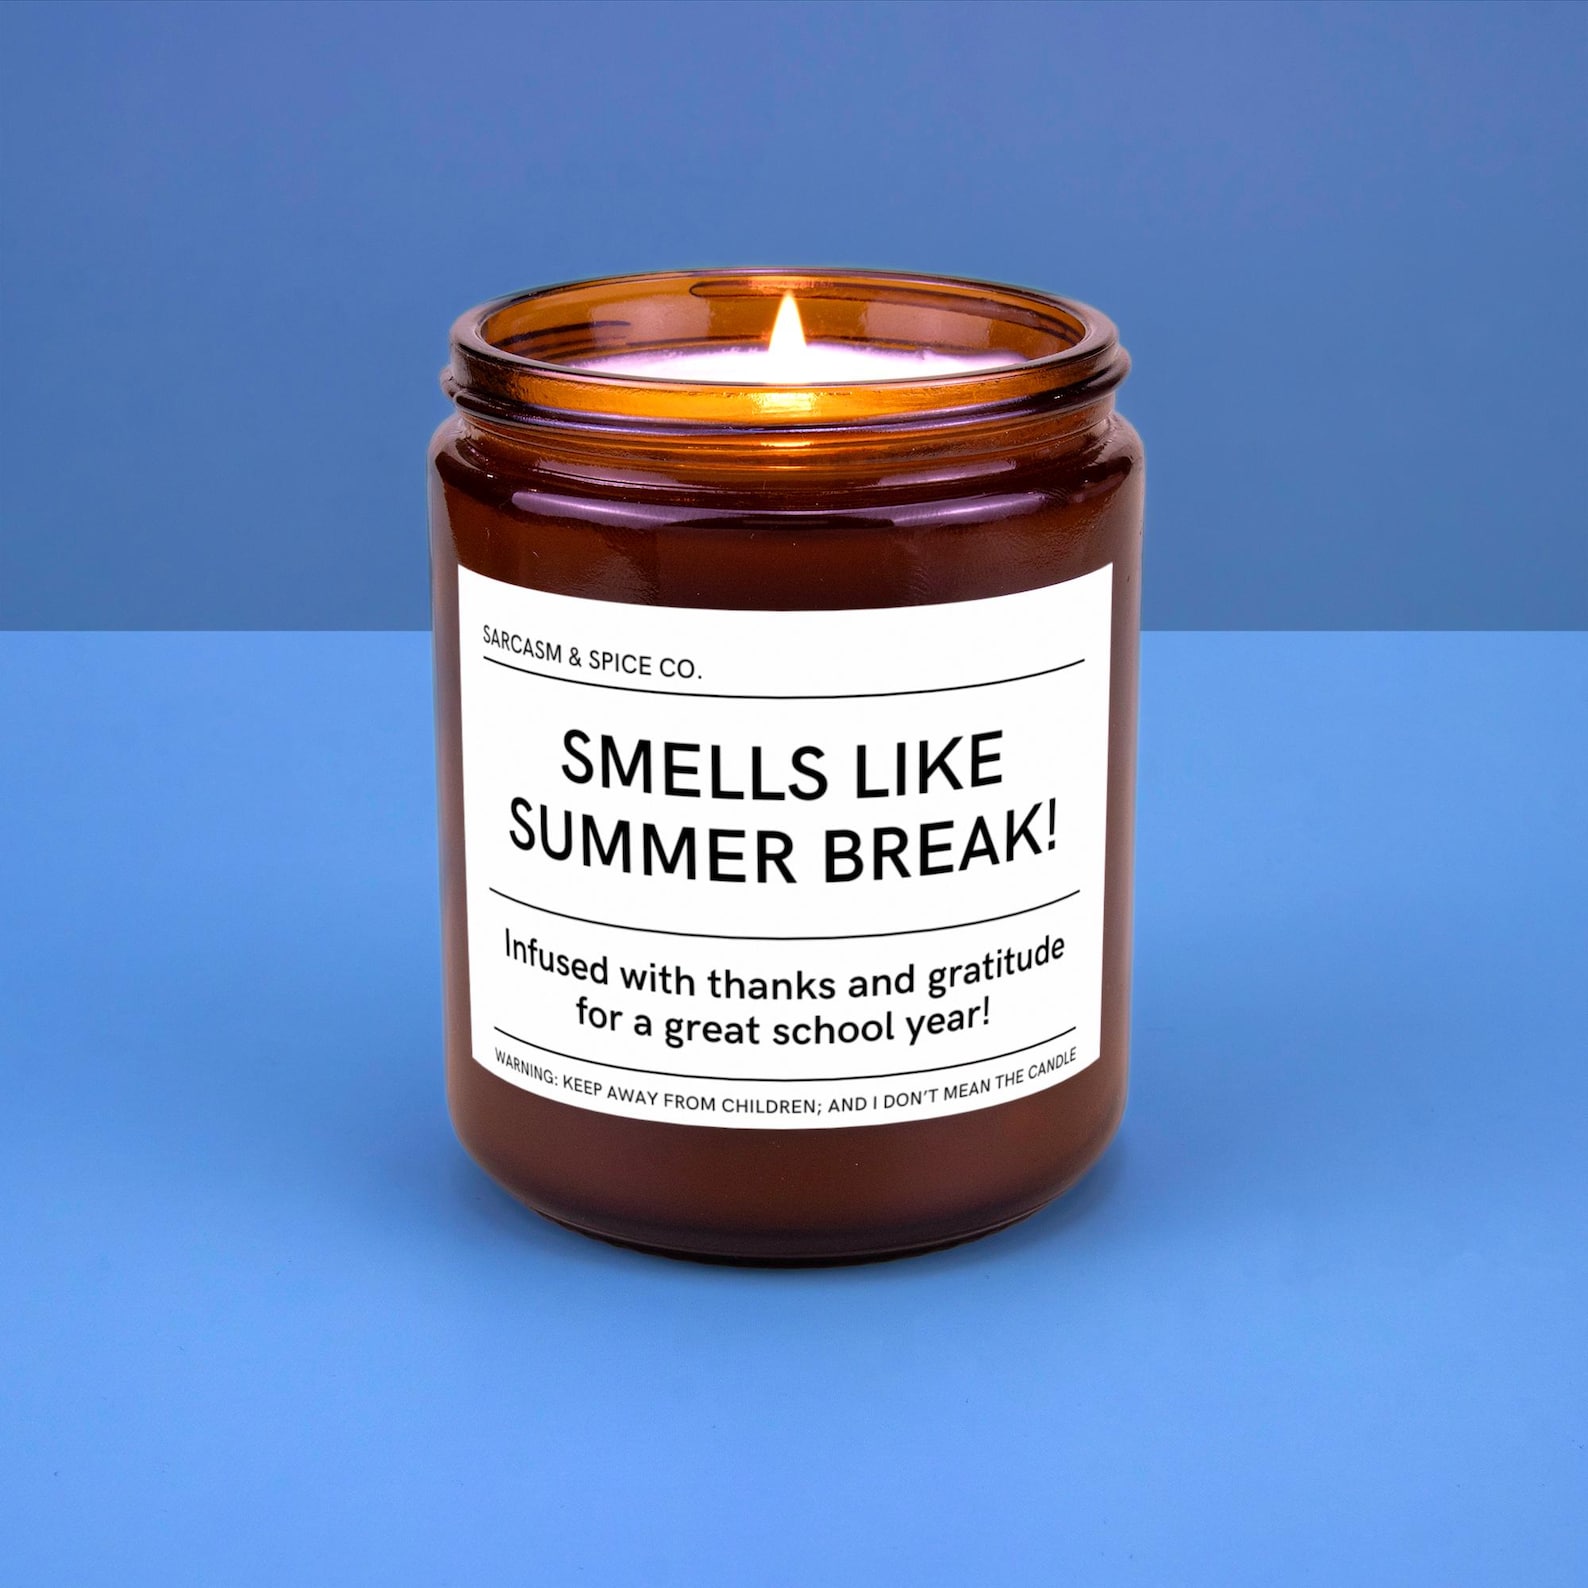 SARCASM & SPICE CO.
SMELLS LIKE
SUMMER BREAK!
Infused with thanks and gratitude
for a great school year!
WARNING: KEEP AWAY FROM CHILDREN; AND I DON'T MEAN THE CANDLE